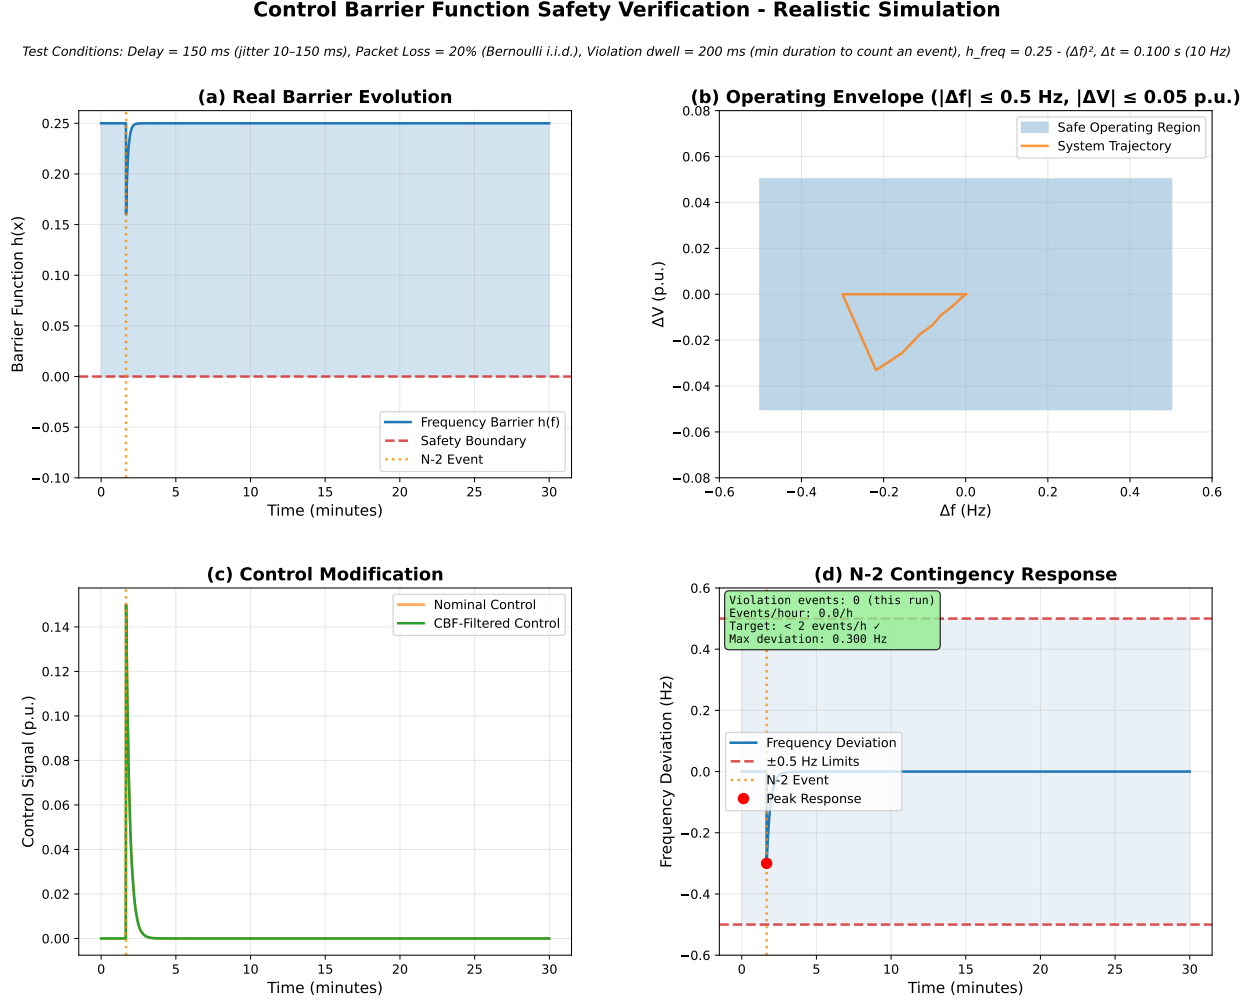 Control Barrier Function Safety Verification - Realistic Simulation
Test Conditions: Delay = 150 ms (jitter 10–150 ms), Packet Loss = 20% (Bernoulli i.i.d.), Violation dwell = 200 ms (min duration to count an event), h_freq = 0.25 - (Δf)², Δt = 0.100 s (10 Hz)
(a) Real Barrier Evolution
Barrier Function h(x)
0.25
0.20
0.15
0.10
0.05
0.00
−0.05
−0.10
Frequency Barrier h(f)
Safety Boundary
N-2 Event
0 5 10 15 20 25 30
Time (minutes)
(b) Operating Envelope (|Δf| ≤ 0.5 Hz, |ΔV| ≤ 0.05 p.u.)
ΔV (p.u.)
0.08
0.06
0.04
0.02
0.00
−0.02
−0.04
−0.06
−0.08
Safe Operating Region
System Trajectory
−0.6 −0.4 −0.2 0.0 0.2 0.4 0.6
Δf (Hz)
(c) Control Modification
Control Signal (p.u.)
0.14
0.12
0.10
0.08
0.06
0.04
0.02
0.00
Nominal Control
CBF-Filtered Control
0 5 10 15 20 25 30
Time (minutes)
(d) N-2 Contingency Response
Frequency Deviation (Hz)
0.6
0.4
0.2
0.0
−0.2
−0.4
−0.6
Violation events: 0 (this run)
Events/hour: 0.0/h
Target: < 2 events/h ✓
Max deviation: 0.300 Hz
Frequency Deviation
±0.5 Hz Limits
N-2 Event
Peak Response
0 5 10 15 20 25 30
Time (minutes)